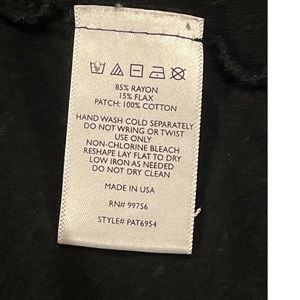 85% RAYON
15% FLAX
PATCH: 100% COTTON
HAND WASH COLD SEPARATELY
DO NOT WRING OR TWIST
USE ONLY
NON-CHLORINE BLEACH
RESHAPE LAY FLAT TO DRY
LOW IRON AS NEEDED
DO NOT DRY CLEAN
MADE IN USA
RN# 99756
STYLE# PAT6954